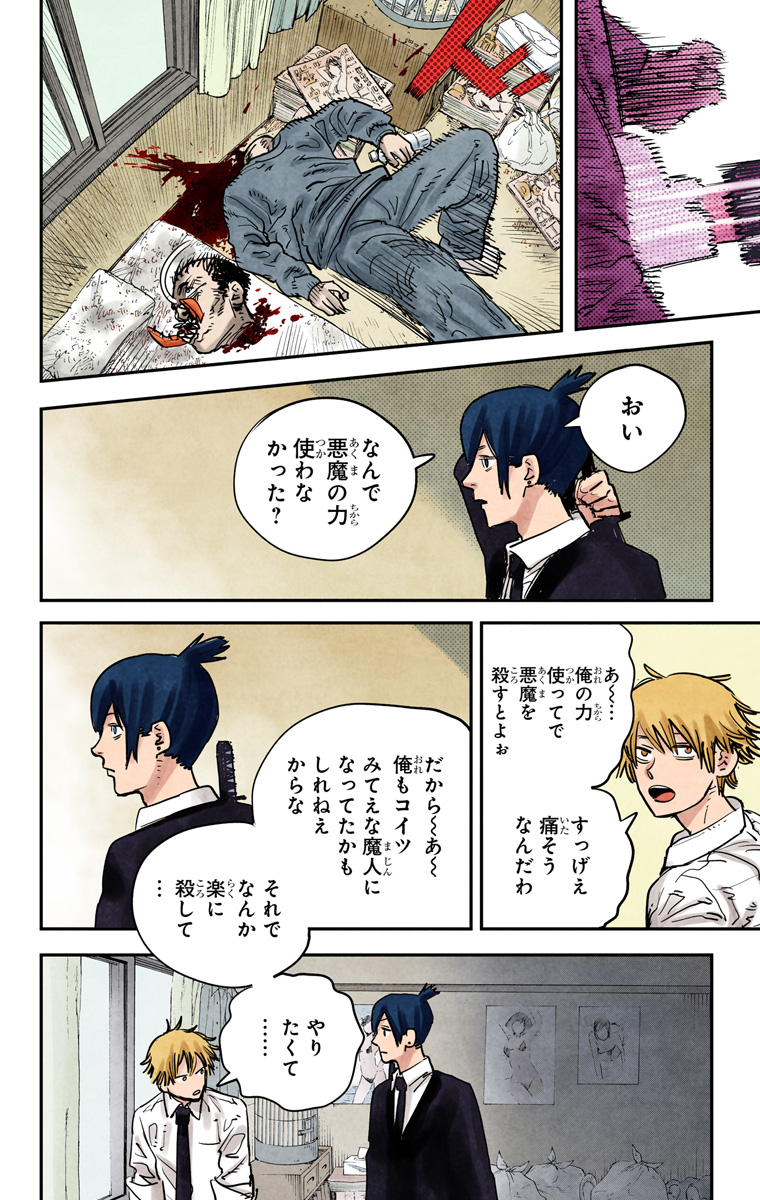 おい
なんで
悪魔の力
使わな
かった?
あ〜…
俺の力
使ってで
悪魔を
殺すとよぉ
すっげえ
痛そう
なんだわ
だから〜あ〜
俺もコイツ
みてえな魔人に
なってたかも
しれねえ
からな
それで
なんか
楽に
殺して
…
やり
たくて
……